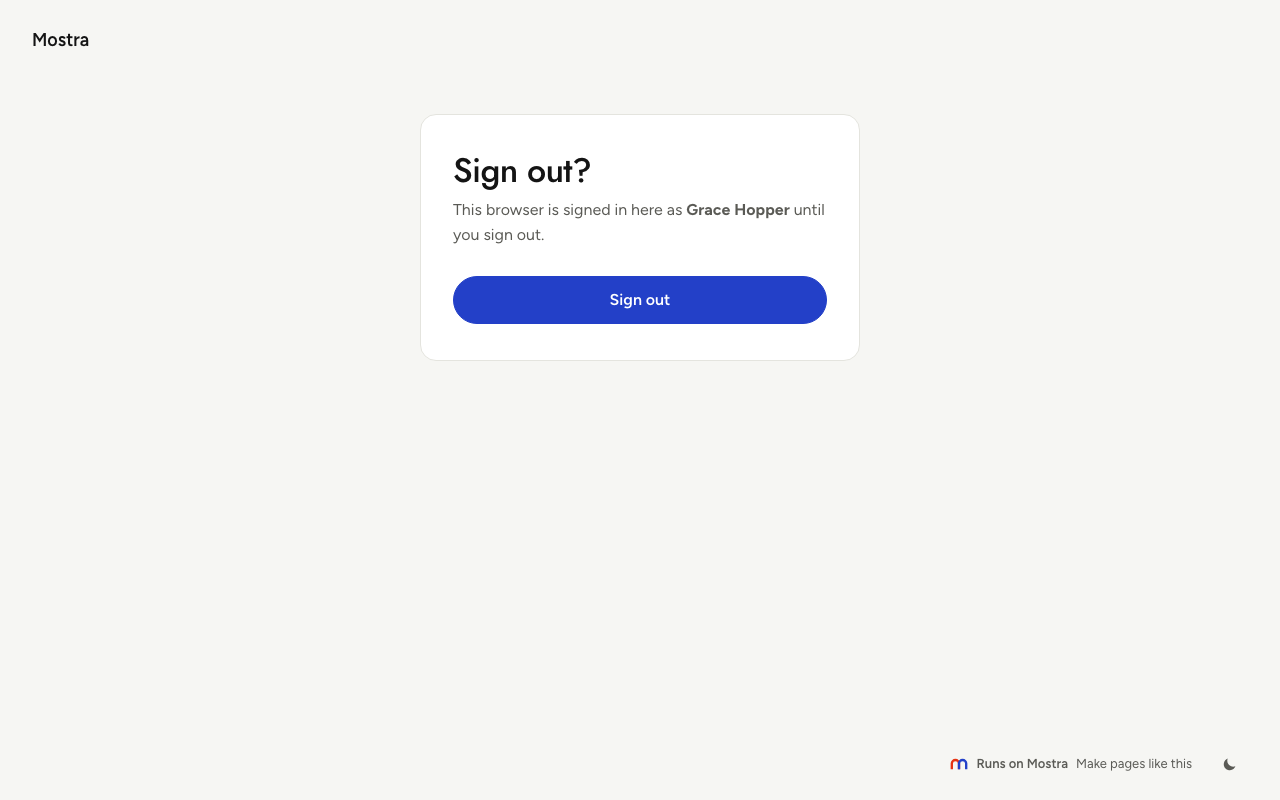 Mostra
Sign out?
This browser is signed in here as Grace Hopper until
you sign out.
Sign out
Runs on Mostra Make pages like this